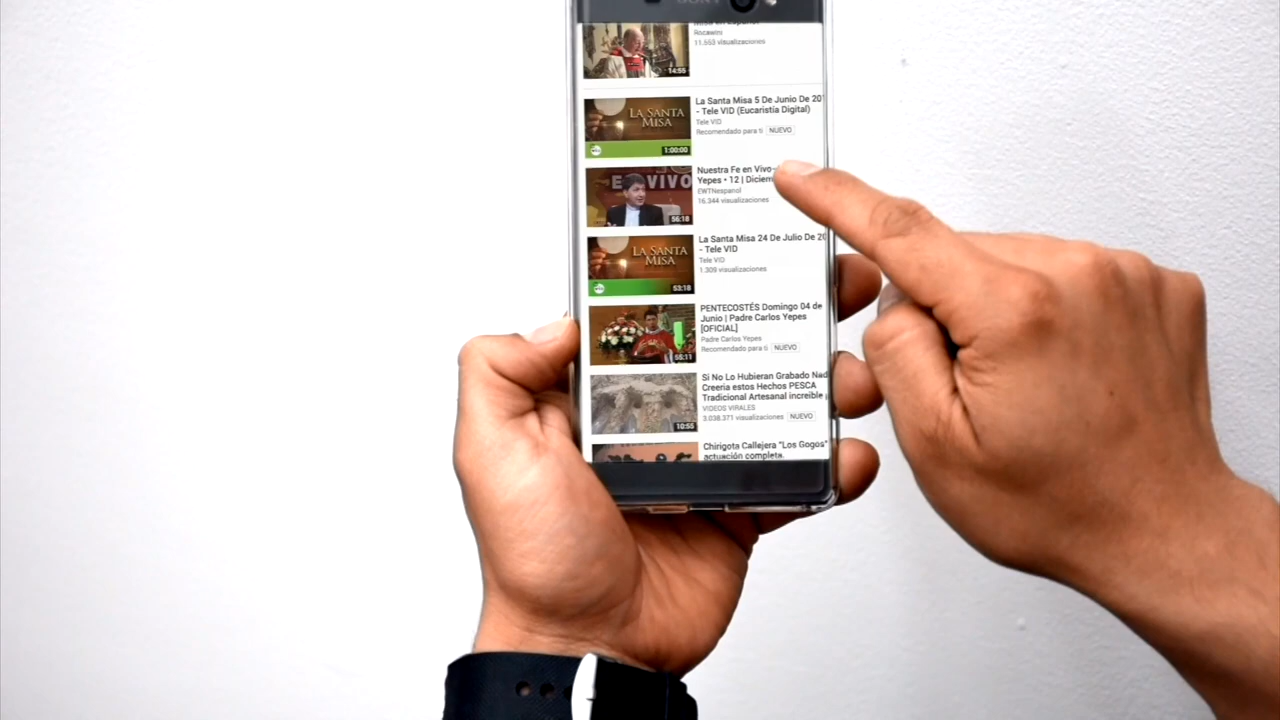 SONY
Misa en Español
Rocawini
11.553 visualizaciones
14:55
La Santa Misa 5 De Junio De 20
- Tele VID (Eucaristía Digital)
Tele VID
Recomendado para ti NUEVO
LA SANTA
MISA
1:00:00
Nuestra Fe en Vivo
Yepes • 12 | Diciem
EWTNespanol
16.344 visualizaciones
EN VIVO
56:18
La Santa Misa 24 De Julio De 20
- Tele VID
Tele VID
1.309 visualizaciones
LA SANTA
MISA
53:18
PENTECOSTÉS Domingo 04 de
Junio | Padre Carlos Yepes
[OFICIAL]
Padre Carlos Yepes
Recomendado para ti NUEVO
55:11
Si No Lo Hubieran Grabado Nad
Creeria estos Hechos PESCA
Tradicional Artesanal increible
VIDEOS VIRALES
3.038.371 visualizaciones NUEVO
10:55
Chirigota Callejera "Los Gogos"
actuación completa.